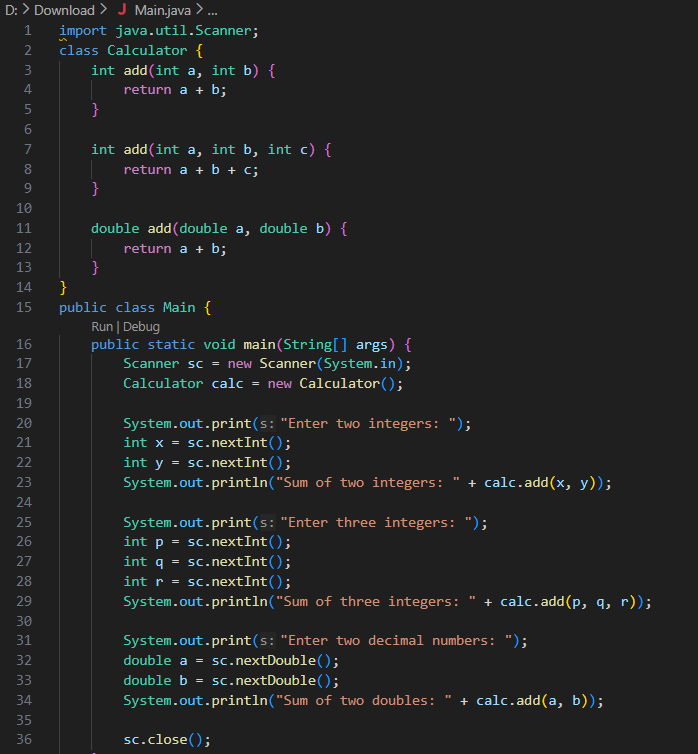 D: > Download > J Main.java > ...
1 import java.util.Scanner;
2 class Calculator {
3 int add(int a, int b) {
4 return a + b;
5 }
6
7 int add(int a, int b, int c) {
8 return a + b + c;
9 }
10
11 double add(double a, double b) {
12 return a + b;
13 }
14 }
15 public class Main {
Run | Debug
16 public static void main(String[] args) {
17 Scanner sc = new Scanner(System.in);
18 Calculator calc = new Calculator();
19
20 System.out.print(s: "Enter two integers: ");
21 int x = sc.nextInt();
22 int y = sc.nextInt();
23 System.out.println("Sum of two integers: " + calc.add(x, y));
24
25 System.out.print(s: "Enter three integers: ");
26 int p = sc.nextInt();
27 int q = sc.nextInt();
28 int r = sc.nextInt();
29 System.out.println("Sum of three integers: " + calc.add(p, q, r));
30
31 System.out.print(s: "Enter two decimal numbers: ");
32 double a = sc.nextDouble();
33 double b = sc.nextDouble();
34 System.out.println("Sum of two doubles: " + calc.add(a, b));
35
36 sc.close();